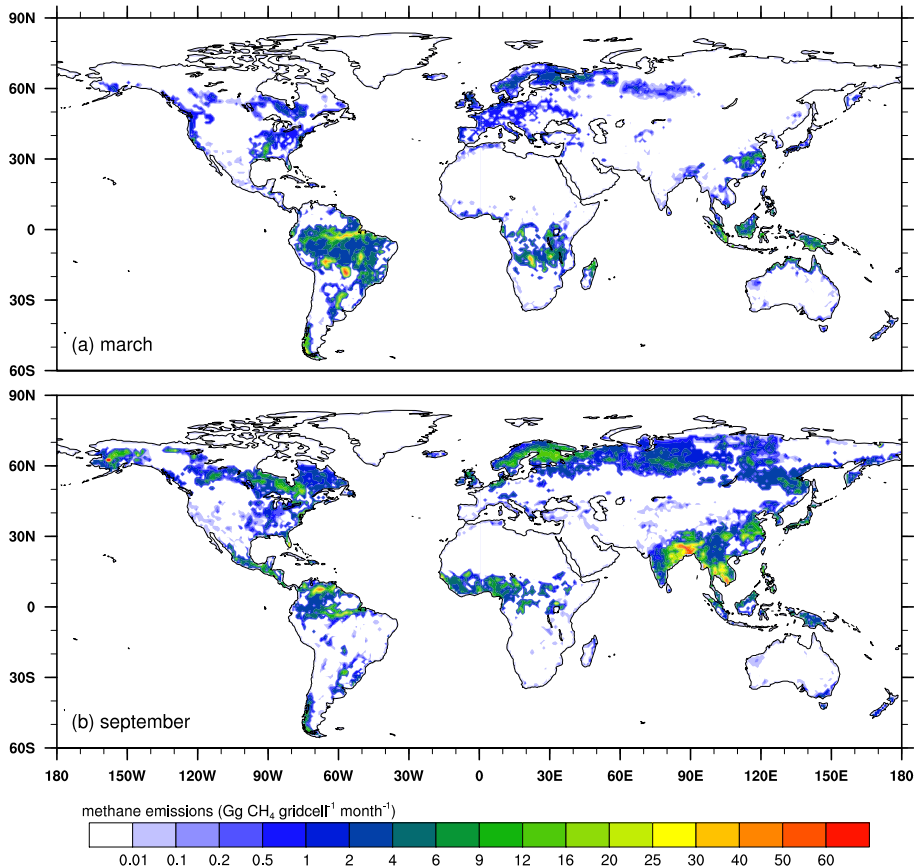 90N
60N
30N
0
30S
60S
(a) march
90N
60N
30N
0
30S
60S
(b) september
180 150W 120W 90W 60W 30W 0 30E 60E 90E 120E 150E 180
methane emissions (Gg CH₄ gridcell⁻¹ month⁻¹)
0.01 0.1 0.2 0.5 1 2 4 6 9 12 16 20 25 30 40 50 60